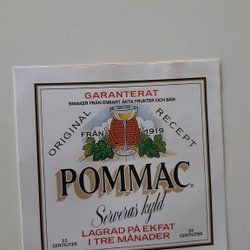 GARANTERAT
SMAKER FRÅN ENBART ÄKTA FRUKTER OCH BÄR.
ORIGINAL RECEPT
FRÅN 1919
POMMAC
Serveras kyld
LAGRAD PÅ EKFAT
I TRE MÅNADER
33 CENTILITER
33 CENTILITER